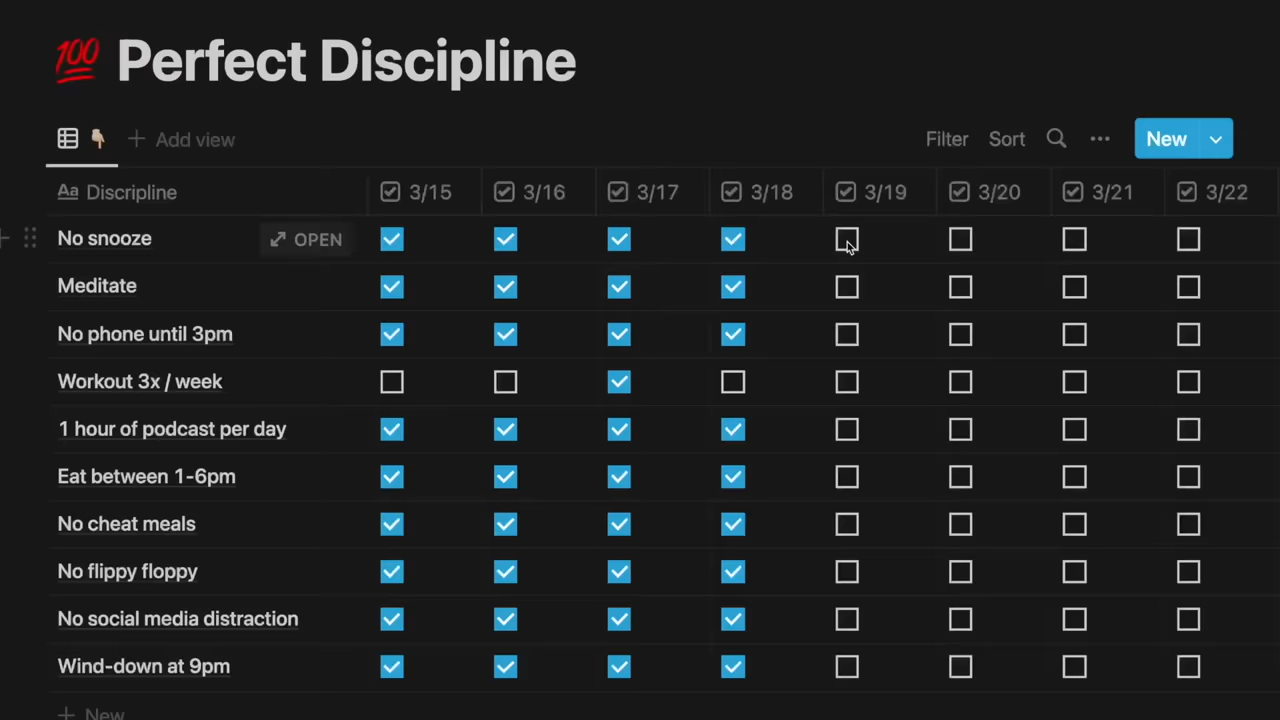 💯 Perfect Discipline
Add view
Filter Sort New
Aa Discripline 3/15 3/16 3/17 3/18 3/19 3/20 3/21 3/22
No snooze OPEN
Meditate
No phone until 3pm
Workout 3x / week
1 hour of podcast per day
Eat between 1-6pm
No cheat meals
No flippy floppy
No social media distraction
Wind-down at 9pm
New